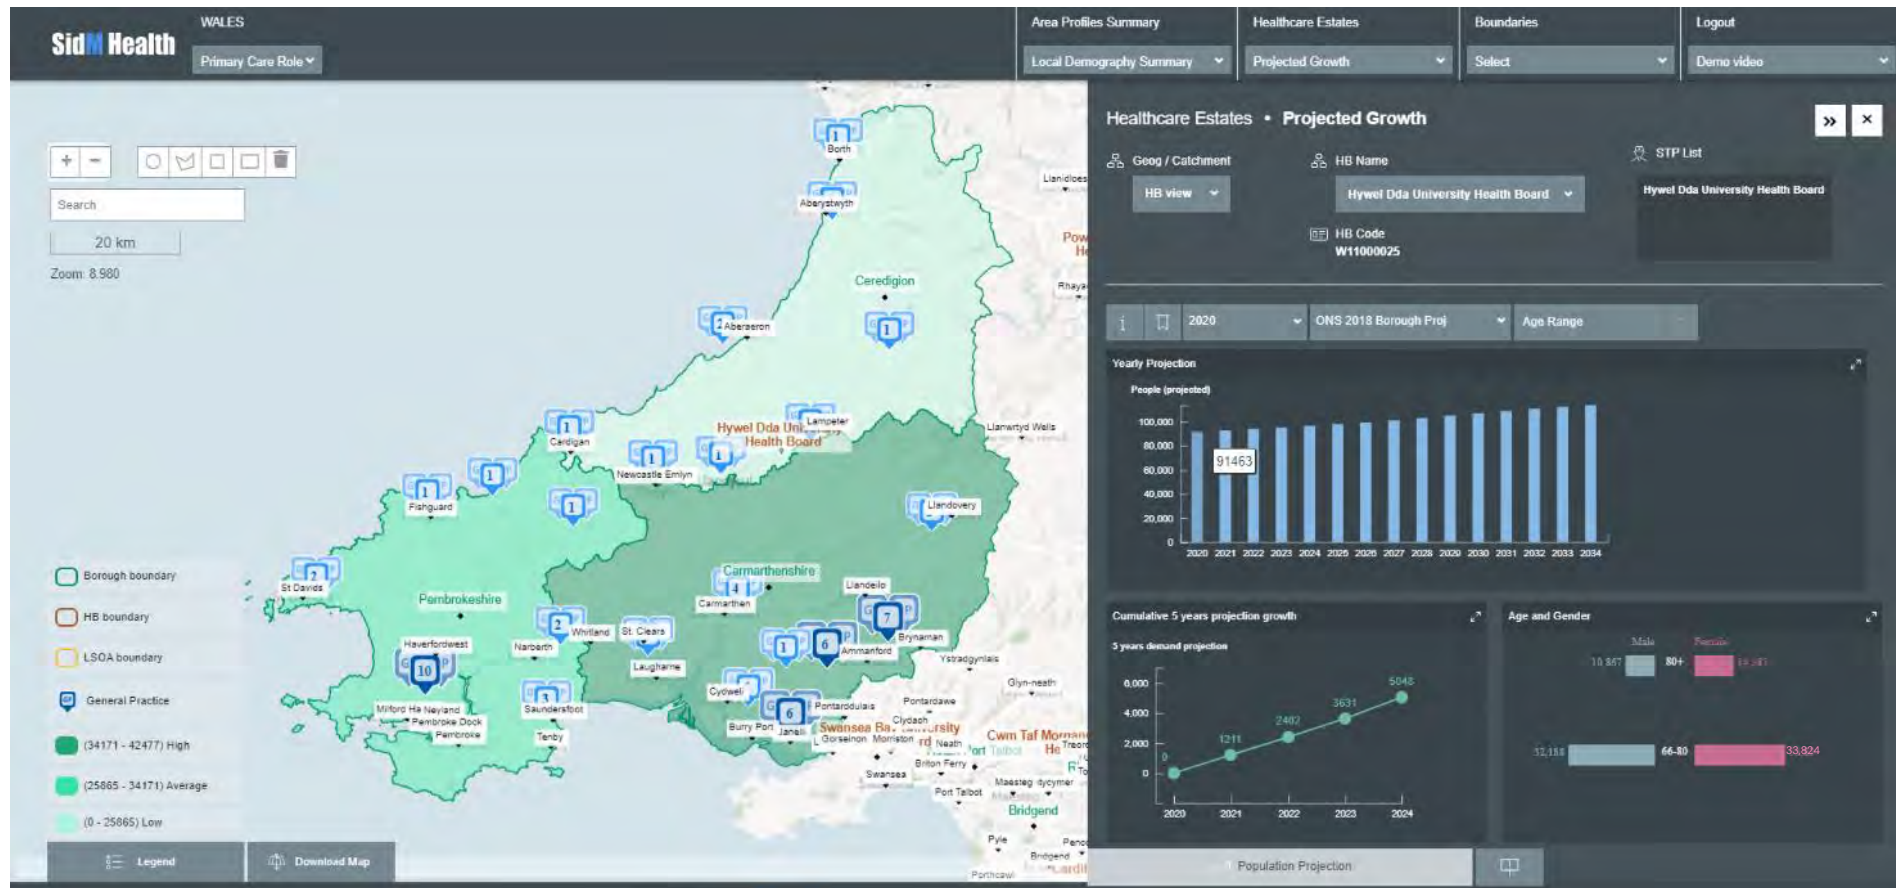 SidM Health
WALES
Primary Care Role
Area Profiles Summary
Local Demography Summary
Healthcare Estates
Projected Growth
Boundaries
Select
Logout
Demo video
+ −
Search
20 km
Zoom: 8.980
Borth
Aberystwyth
Llanidloes
Ceredigion
Aberaeron
Lampeter
Hywel Dda
Health Board
Llanwrtyd Wells
Cardigan
Newcastle Emlyn
Fishguard
Llandovery
St Davids
Pembrokeshire
Carmarthenshire
Carmarthen
Llandeilo
Haverfordwest
Narberth
Whitland
St. Clears
Laugharne
Brynaman
Ammanford
Ystradgynlais
Glyn-neath
Milford Ha
Neyland
Pembroke Dock
Pembroke
Saundersfoot
Tenby
Cydweli
Burry Port
Pontarddulais
Pontardawe
Clydach
Gorseinon
Morriston
Neath
Swansea
Briton Ferry
Port Talbot
Maesteg
Bridgend
Pyle
Bridgend
Porthcawl
Borough boundary
HB boundary
LSOA boundary
General Practice
(34171 - 42477) High
(25865 - 34171) Average
(0 - 25865) Low
Legend
Download Map
Healthcare Estates • Projected Growth
» ×
Geog / Catchment
HB view
HB Name
Hywel Dda University Health Board
HB Code
W11000025
STP List
Hywel Dda University Health Board
i
2020
ONS 2018 Borough Proj
Age Range
Yearly Projection
People (projected)
100,000
80,000
60,000
40,000
20,000
0
91463
2020 2021 2022 2023 2024 2025 2026 2027 2028 2029 2030 2031 2032 2033 2034
Cumulative 5 years projection growth
5 years demand projection
6,000
4,000
2,000
0
0 1211 2402 3631 5048
2020 2021 2022 2023 2024
Age and Gender
Male Female
10,867 80+
66-80 33,824
Population Projection